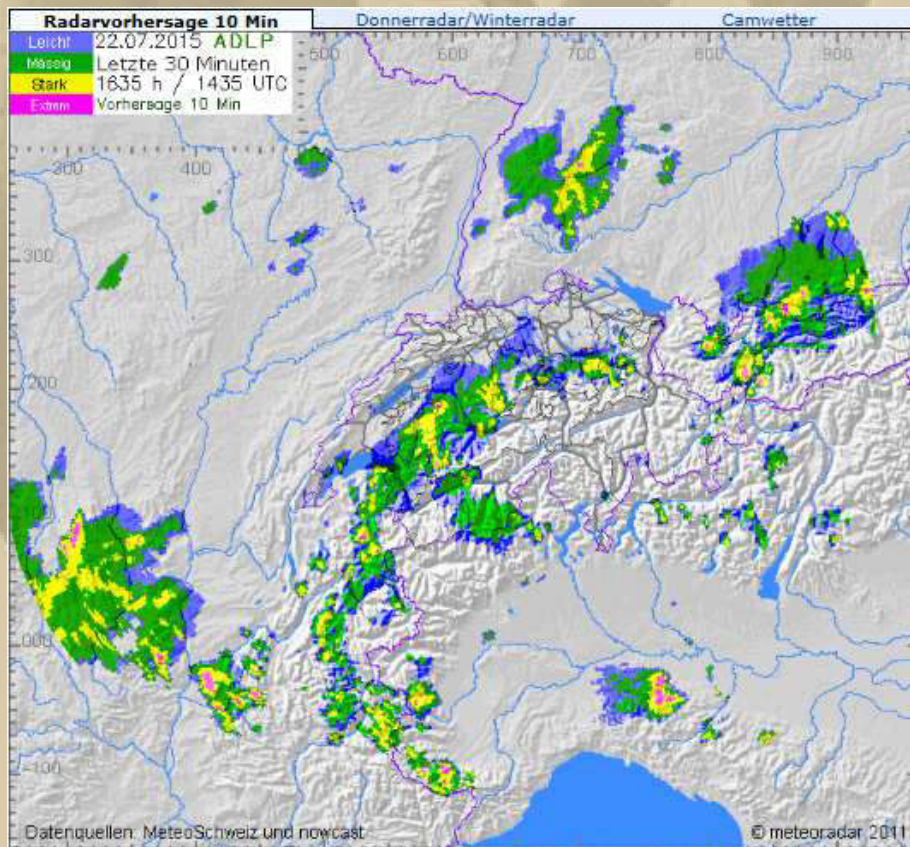 Radarvorhersage 10 Min Donnerradar/Winterradar Camwetter
Leicht 22.07.2015 ADLP
Mässig Letzte 30 Minuten
Stark 1635 h / 1435 UTC
Extrem Vorhersage 10 Min
500 600 700 800 900
400
300
200
000
-100
Datenquellen: MeteoSchweiz und nowcast
© meteoradar 2011